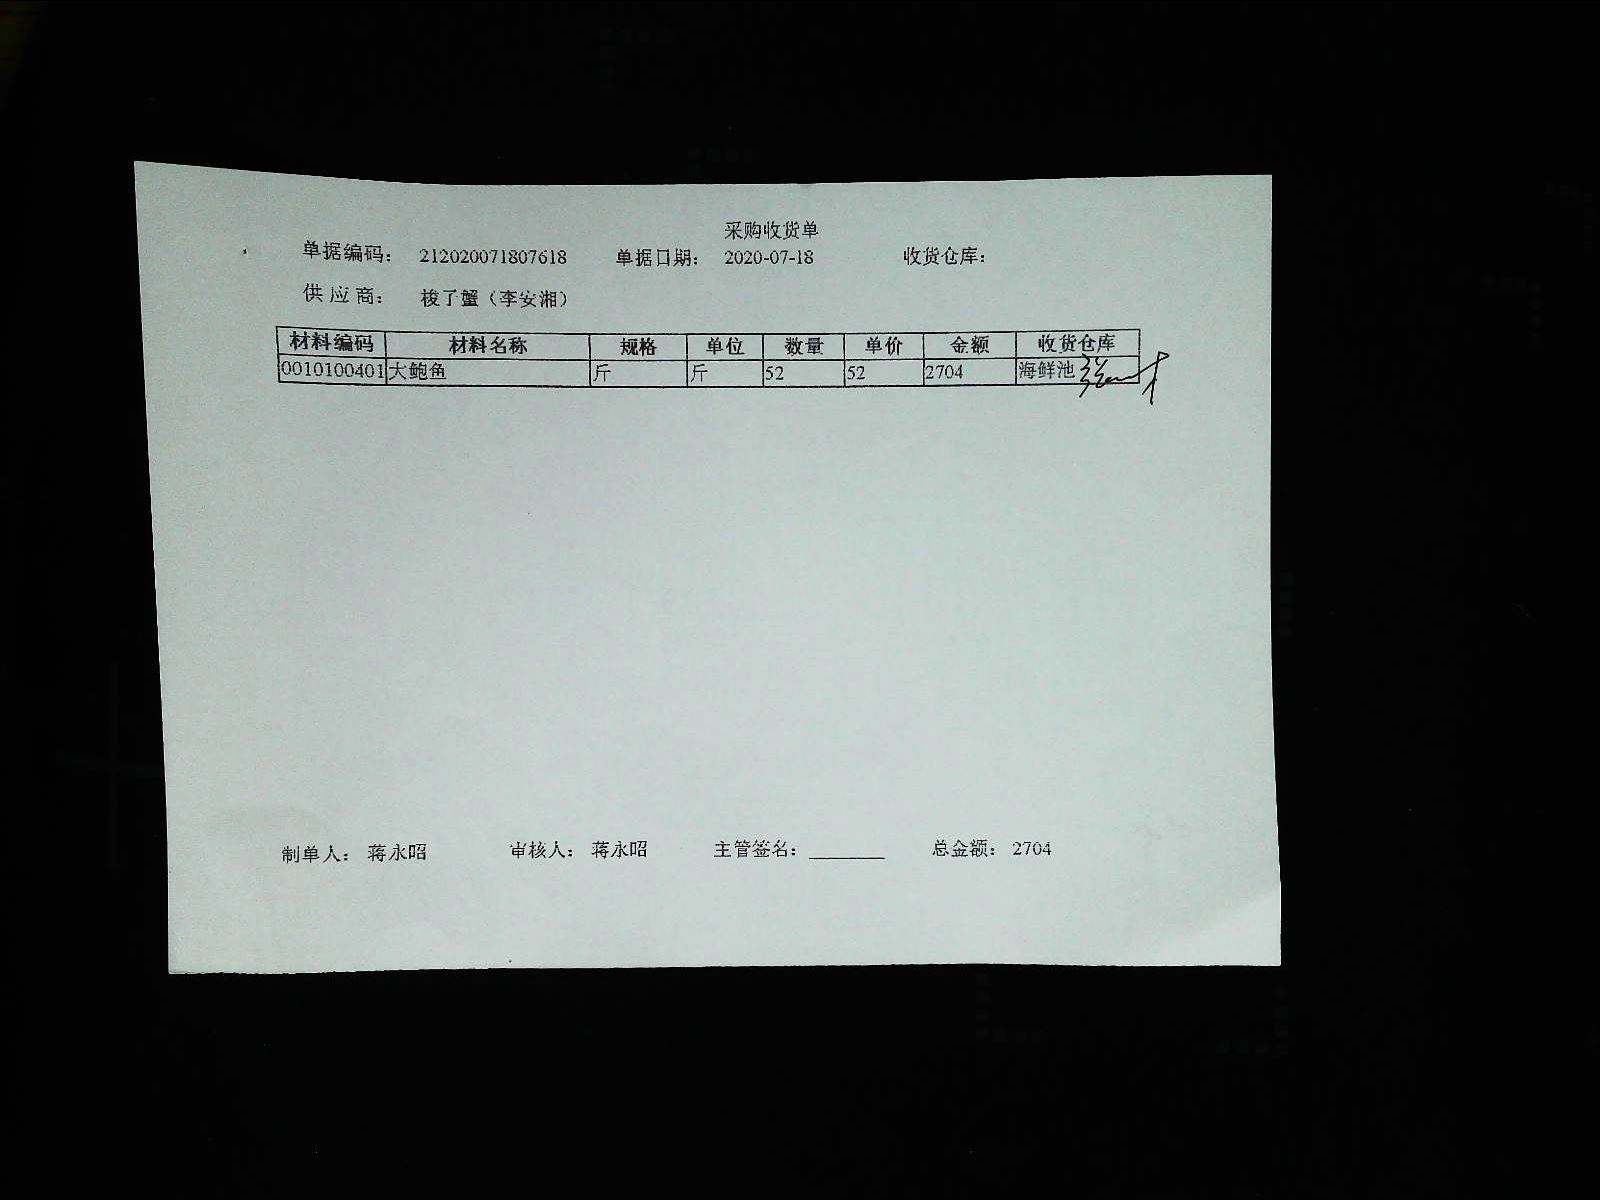 采购收货单
单据编码： 212020071807618 单据日期： 2020-07-18 收货仓库：
供应商： 梭子蟹（李安湘）
材料编码 材料名称 规格 单位 数量 单价 金额 收货仓库
0010100401 大鲍鱼 斤 斤 52 52 2704 海鲜池
制单人： 蒋永昭 审核人： 蒋永昭 主管签名： ________ 总金额： 2704